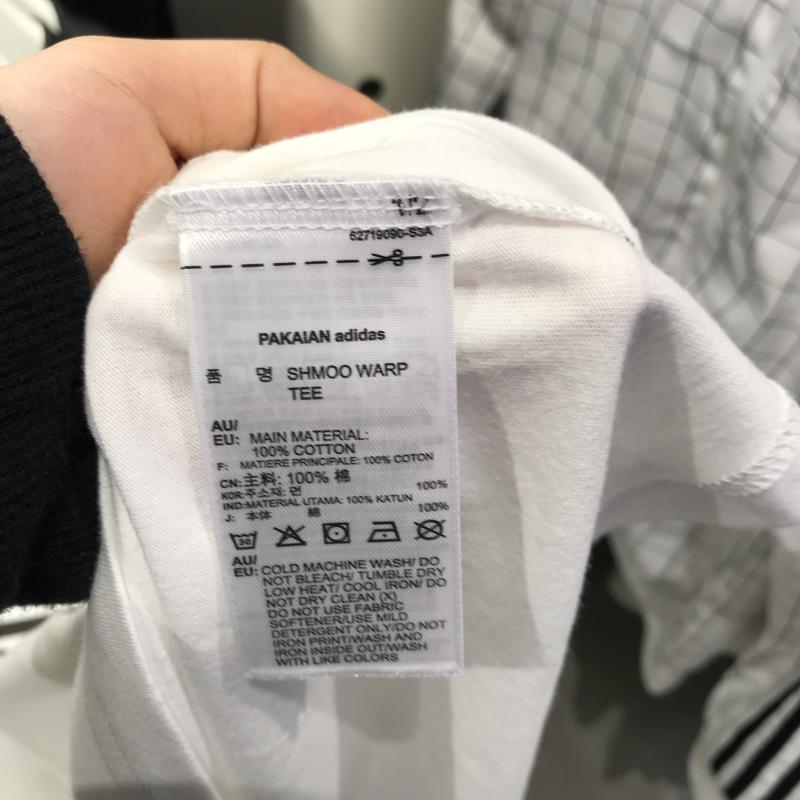 62719090-S3A
PAKAIAN adidas
품 명 SHMOO WARP
TEE
AU/
EU: MAIN MATERIAL:
100% COTTON
F: MATIERE PRINCIPALE: 100% COTON
CN:主料: 100% 棉
KOR:주소재: 면 100%
IND:MATERIAL UTAMA: 100% KATUN
J: 本体 綿 100%
30
AU/
EU: COLD MACHINE WASH/ DO
NOT BLEACH/ TUMBLE DRY
LOW HEAT/ COOL IRON/ DO
NOT DRY CLEAN (X)
DO NOT USE FABRIC
SOFTENER/USE MILD
DETERGENT ONLY/DO NOT
IRON PRINT/WASH AND
IRON INSIDE OUT/WASH
WITH LIKE COLORS